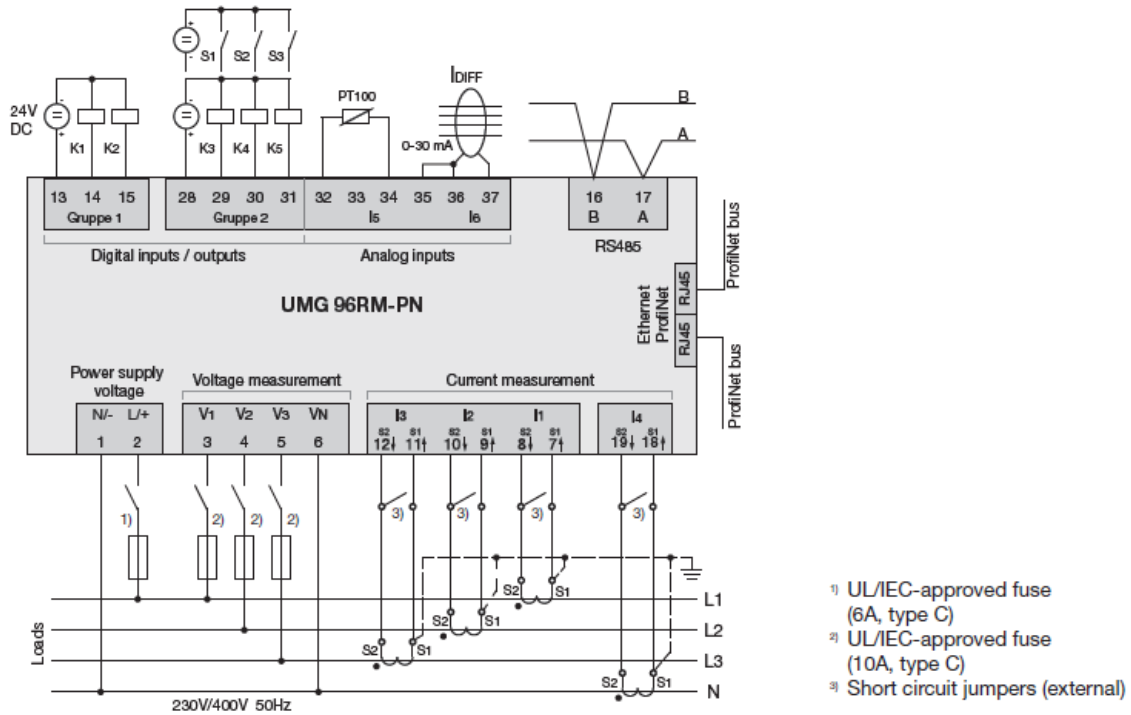 S1 S2 S3
IDIFF
PT100
24V
DC
K1 K2
K3 K4 K5
0-30 mA
B
A
13 14 15
Gruppe 1
28 29 30 31
Gruppe 2
32 33 34 35 36 37
I5 I6
16 17
B A
RS485
Digital inputs / outputs
Analog inputs
UMG 96RM-PN
Ethernet
ProfiNet
RJ45
RJ45
ProfiNet bus
ProfiNet bus
Power supply
voltage
Voltage measurement
Current measurement
N/- L/+
1 2
V1 V2 V3 VN
3 4 5 6
I3 I2 I1
S2 S1 S2 S1 S2 S1
12 11 10 9 8 7
I4
S2 S1
19 18
1) 2) 2) 2)
3) 3) 3) 3)
S2 S1
S2 S1
S2 S1
S2 S1
L1
L2
L3
N
Loads
230V/400V 50Hz
1) UL/IEC-approved fuse
(6A, type C)
2) UL/IEC-approved fuse
(10A, type C)
3) Short circuit jumpers (external)